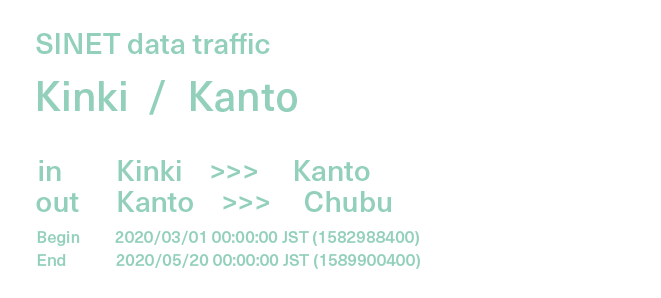 SINET data traffic
Kinki / Kanto
in Kinki >>> Kanto
out Kanto >>> Chubu
Begin 2020/03/01 00:00:00 JST (1582988400)
End 2020/05/20 00:00:00 JST (1589900400)